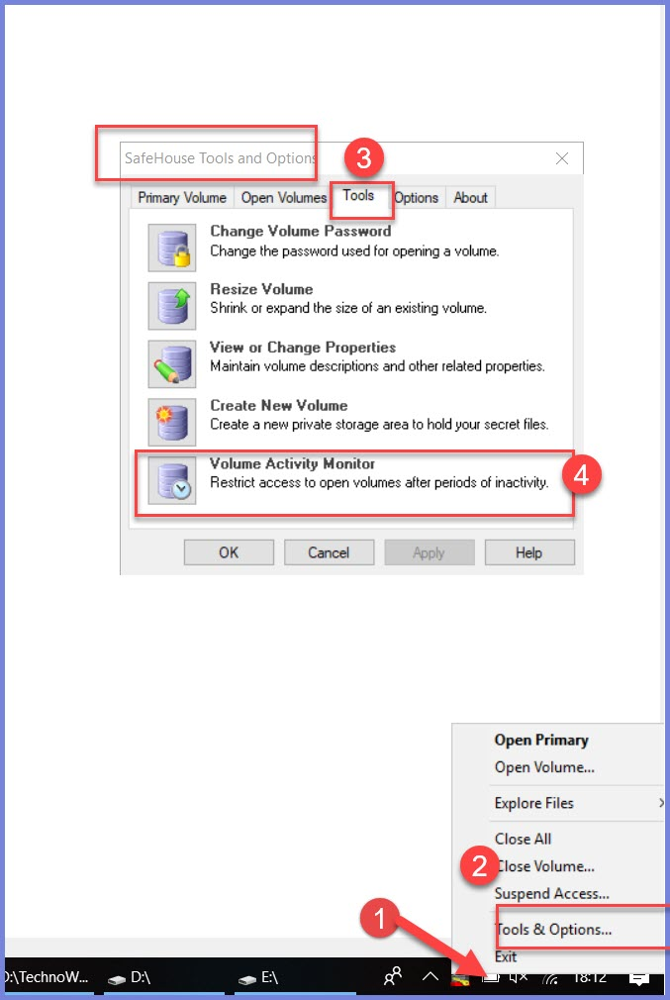 SafeHouse Tools and Options
3
Primary Volume Open Volumes Tools Options About
Change Volume Password
Change the password used for opening a volume.
Resize Volume
Shrink or expand the size of an existing volume.
View or Change Properties
Maintain volume descriptions and other related properties.
Create New Volume
Create a new private storage area to hold your secret files.
Volume Activity Monitor
Restrict access to open volumes after periods of inactivity.
4
OK Cancel Apply Help
Open Primary
Open Volume...
Explore Files
Close All
2
Close Volume...
Suspend Access...
1
Tools & Options...
Exit
D:\TechnoW... D:\ E:\ 18:12